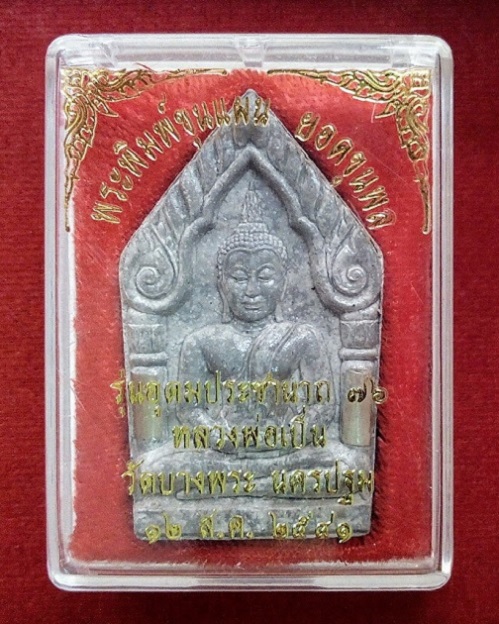 พระพิมพ์ขุนแผน ยอดขุนพล
รุ่นอุดมประชานาถ ๗๖
หลวงพ่อเปิ่น
วัดบางพระ นครปฐม
๑๒ ส.ค. ๒๕๔๑